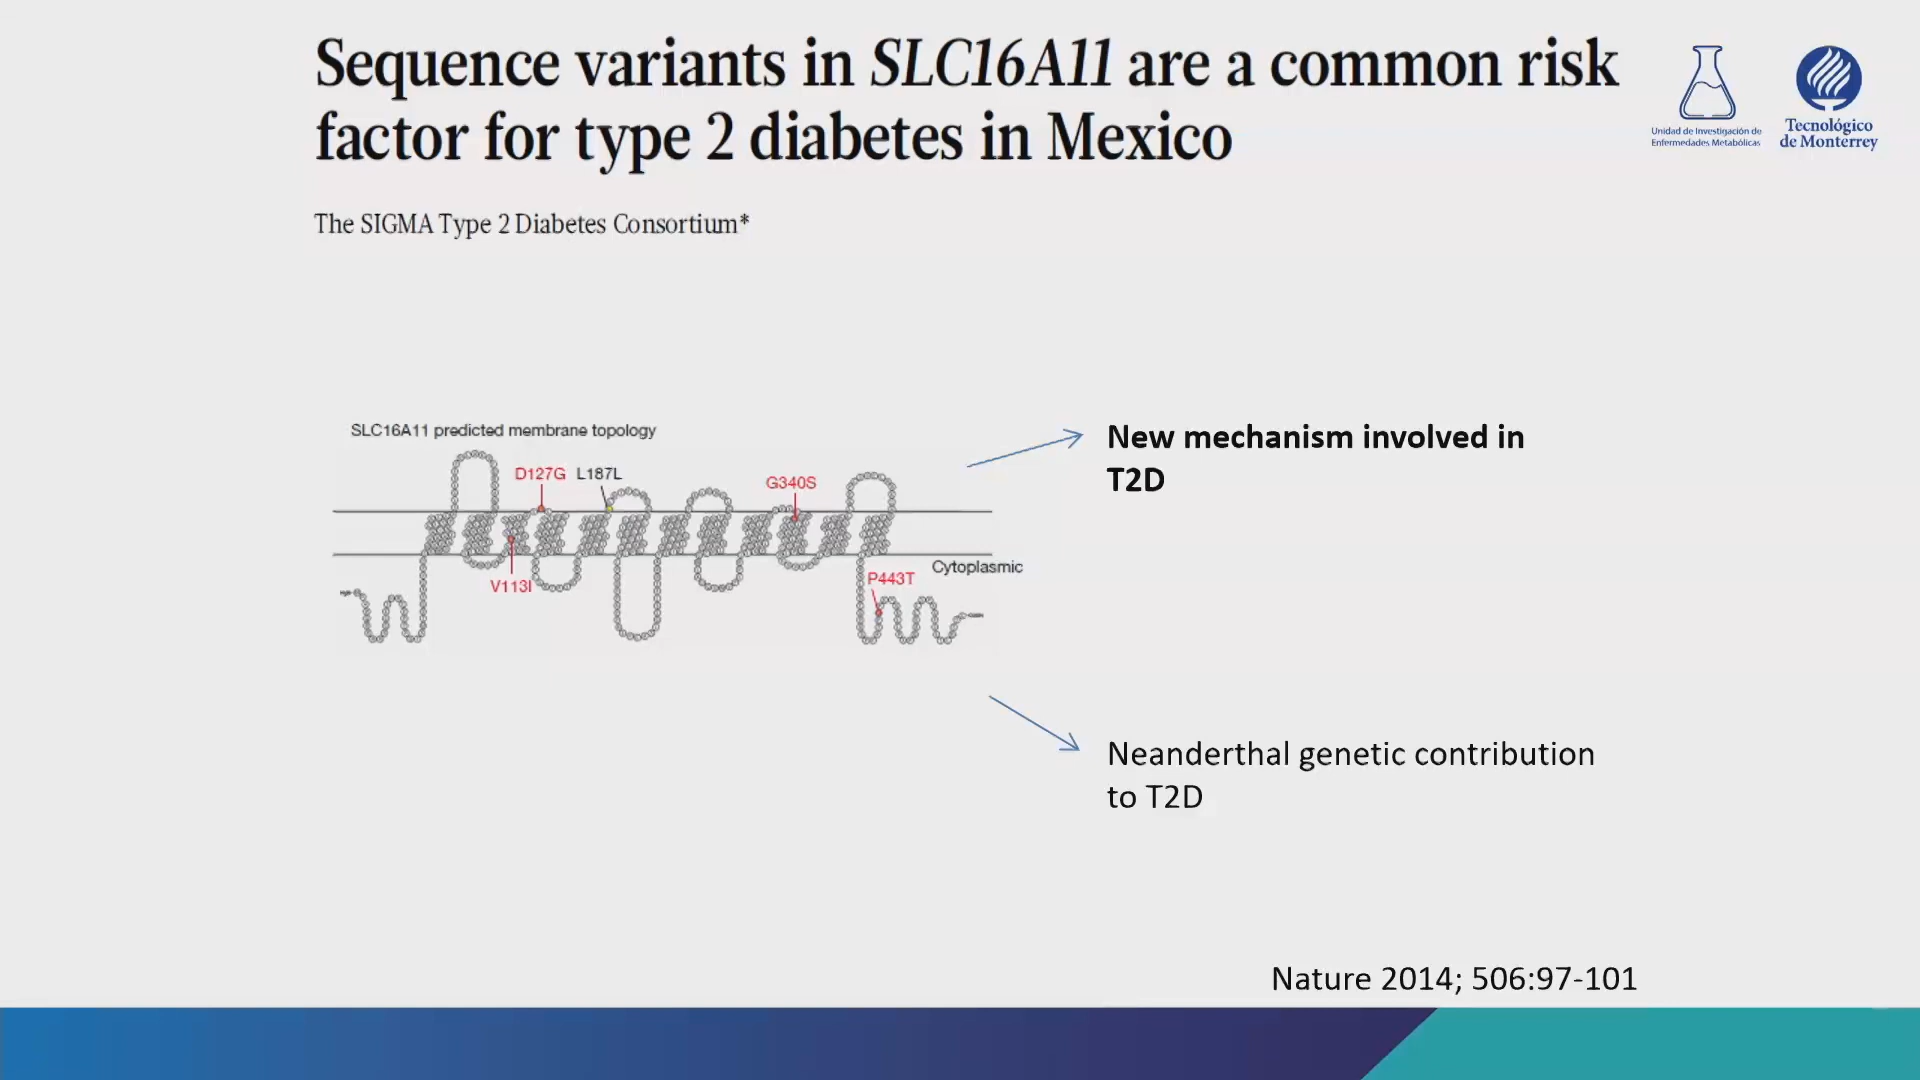 Sequence variants in SLC16A11 are a common risk
factor for type 2 diabetes in Mexico
Unidad de Investigación de
Enfermedades Metabólicas
Tecnológico
de Monterrey
The SIGMA Type 2 Diabetes Consortium*
SLC16A11 predicted membrane topology
D127G L187L
G340S
V113I
P443T
Cytoplasmic
New mechanism involved in
T2D
Neanderthal genetic contribution
to T2D
Nature 2014; 506:97-101